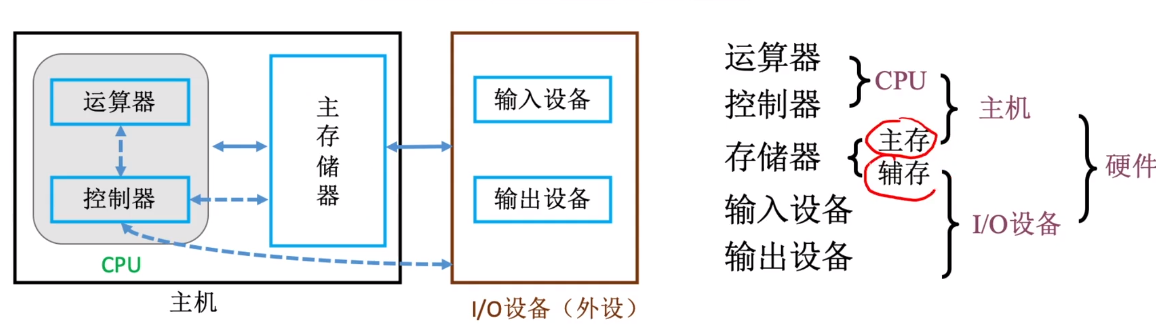 运算器
控制器
CPU
主存储器
主机
输入设备
输出设备
I/O设备（外设）
运算器
控制器
CPU
存储器
主存
辅存
主机
输入设备
输出设备
I/O设备
硬件